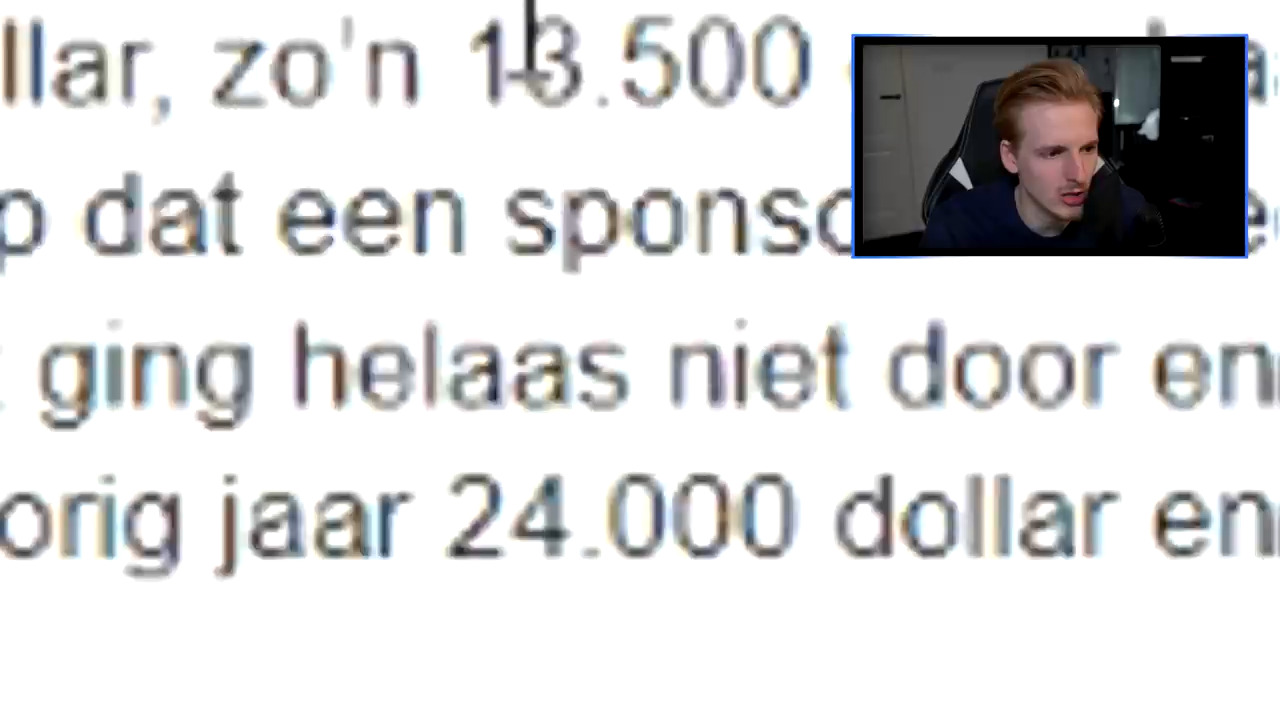 llar, zo'n 13.500
p dat een sponso
ging helaas niet door en
orig jaar 24.000 dollar en